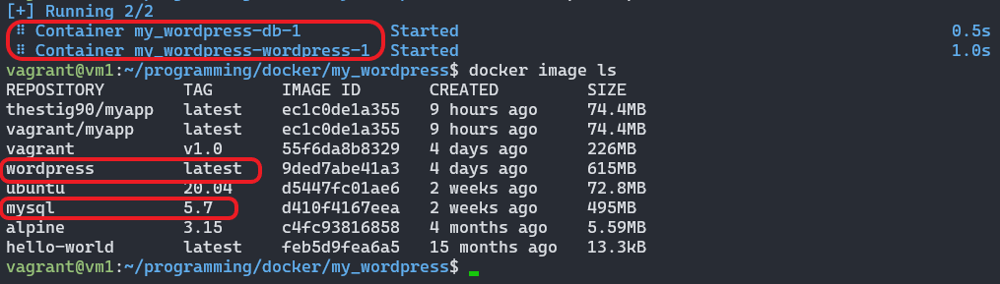 [+] Running 2/2
⠿ Container my_wordpress-db-1 Started 0.5s
⠿ Container my_wordpress-wordpress-1 Started 1.0s
vagrant@vm1:~/programming/docker/my_wordpress$ docker image ls
REPOSITORY TAG IMAGE ID CREATED SIZE
thestig90/myapp latest ec1c0de1a355 9 hours ago 74.4MB
vagrant/myapp latest ec1c0de1a355 9 hours ago 74.4MB
vagrant v1.0 55f6da8b8329 4 days ago 226MB
wordpress latest 9ded7abe41a3 4 days ago 615MB
ubuntu 20.04 d5447fc01ae6 2 weeks ago 72.8MB
mysql 5.7 d410f4167eea 2 weeks ago 495MB
alpine 3.15 c4fc93816858 4 months ago 5.59MB
hello-world latest feb5d9fea6a5 15 months ago 13.3kB
vagrant@vm1:~/programming/docker/my_wordpress$